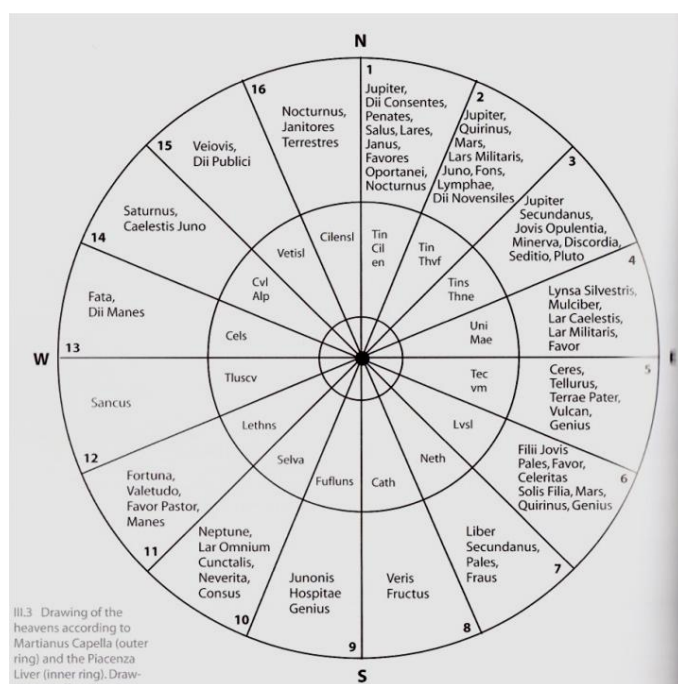 N
1
Jupiter,
Dii Consentes,
Penates,
Salus, Lares,
Janus,
Favores
Oportanei,
Nocturnus
2
Jupiter,
Quirinus,
Mars,
Lars Militaris,
Juno, Fons,
Lymphae,
Dii Novensiles
3
Jupiter
Secundanus,
Jovis Opulentia,
Minerva, Discordia,
Seditio, Pluto
4
Lynsa Silvestris,
Mulciber,
Lar Caelestis,
Lar Militaris,
Favor
5
Ceres,
Tellurus,
Terrae Pater,
Vulcan,
Genius
6
Filii Jovis
Pales, Favor,
Celeritas
Solis Filia, Mars,
Quirinus, Genius
7
Liber
Secundanus,
Pales,
Fraus
8
Veris
Fructus
S
9
Junonis
Hospitae
Genius
10
Neptune,
Lar Omnium
Cunctalis,
Neverita,
Consus
11
Fortuna,
Valetudo,
Favor Pastor,
Manes
12
Sancus
W
13
Fata,
Dii Manes
14
Saturnus,
Caelestis Juno
15
Veiovis,
Dii Publici
16
Nocturnus,
Janitores
Terrestres
Tin
Cil
en
Tin
Thvf
Tins
Thne
Uni
Mae
Tec
vm
Lvsl
Neth
Cath
Fufluns
Selva
Lethns
Tluscv
Cels
Cvl
Alp
Vetisl
Cilensl
III.3 Drawing of the
heavens according to
Martianus Capella (outer
ring) and the Piacenza
Liver (inner ring). Draw-